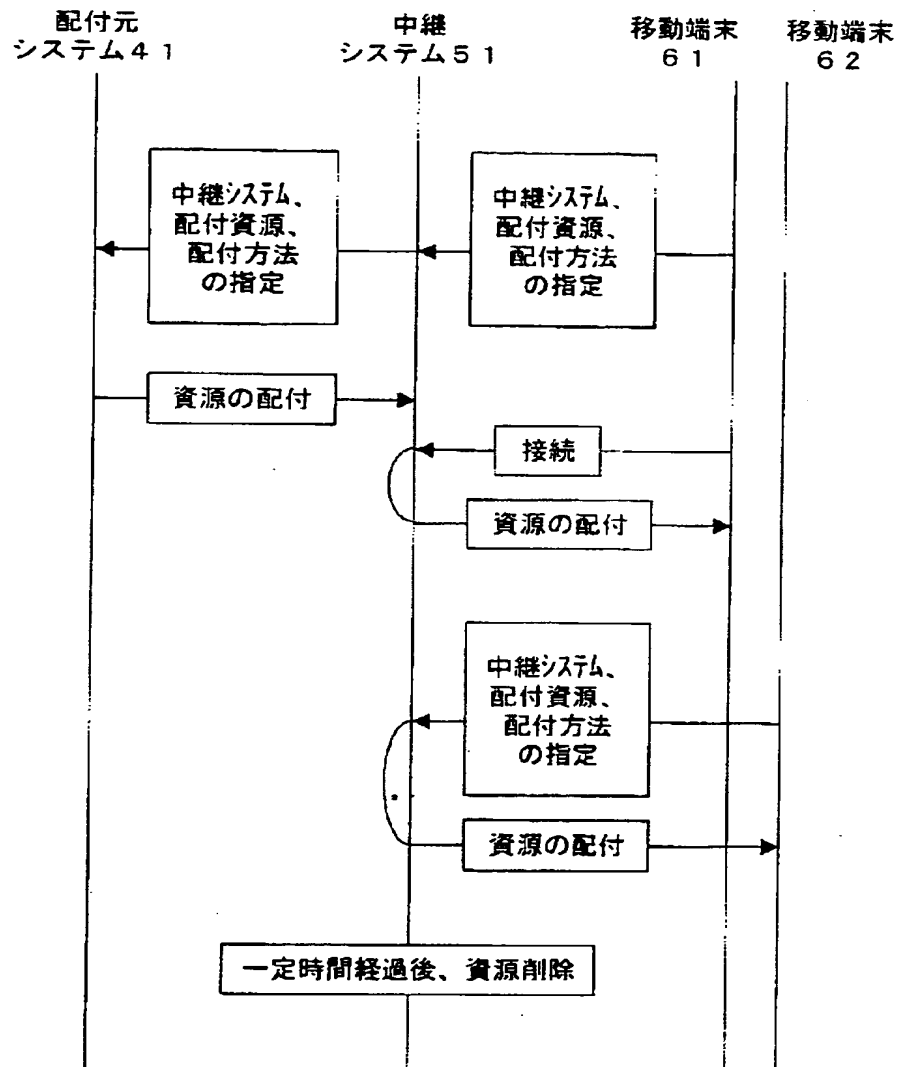 配付元
システム41
中継
システム51
移動端末
61
移動端末
62
中継システム、
配付資源、
配付方法
の指定
中継システム、
配付資源、
配付方法
の指定
資源の配付
接続
資源の配付
中継システム、
配付資源、
配付方法
の指定
資源の配付
一定時間経過後、資源削除